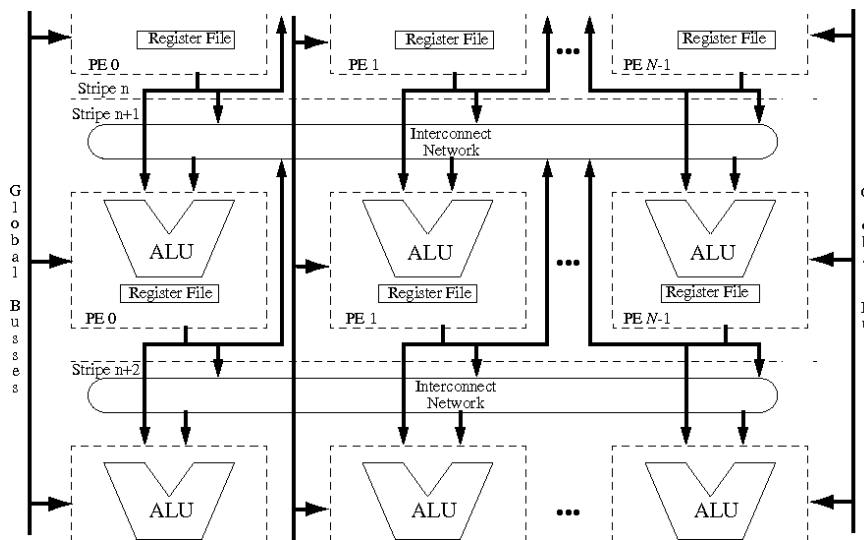 Register File
Register File
Register File
PE 0
PE 1
PE N-1
Stripe n
Stripe n+1
Interconnect
Network
Global Busses
ALU
ALU
ALU
Register File
Register File
Register File
PE 0
PE 1
PE N-1
Stripe n+2
Interconnect
Network
ALU
ALU
ALU